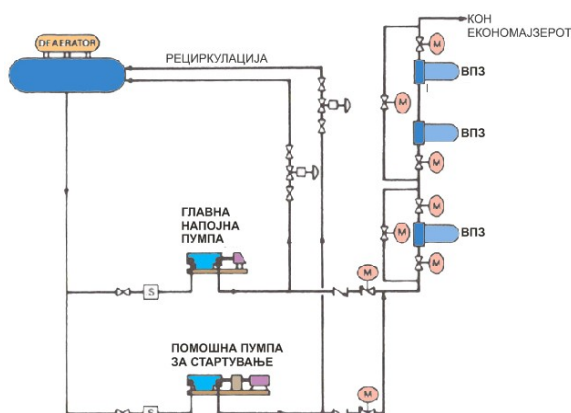 КОН
ЕКОНОМАЈЗЕРОТ
DEAERATOR
M
РЕЦИРКУЛАЦИЈА
ВПЗ
M
ВПЗ
M
M
ГЛАВНА
НАПОЈНА
ПУМПА
M
ВПЗ
M
M
S
ПОМОШНА ПУМПА
ЗА СТАРТУВАЊЕ
M
S